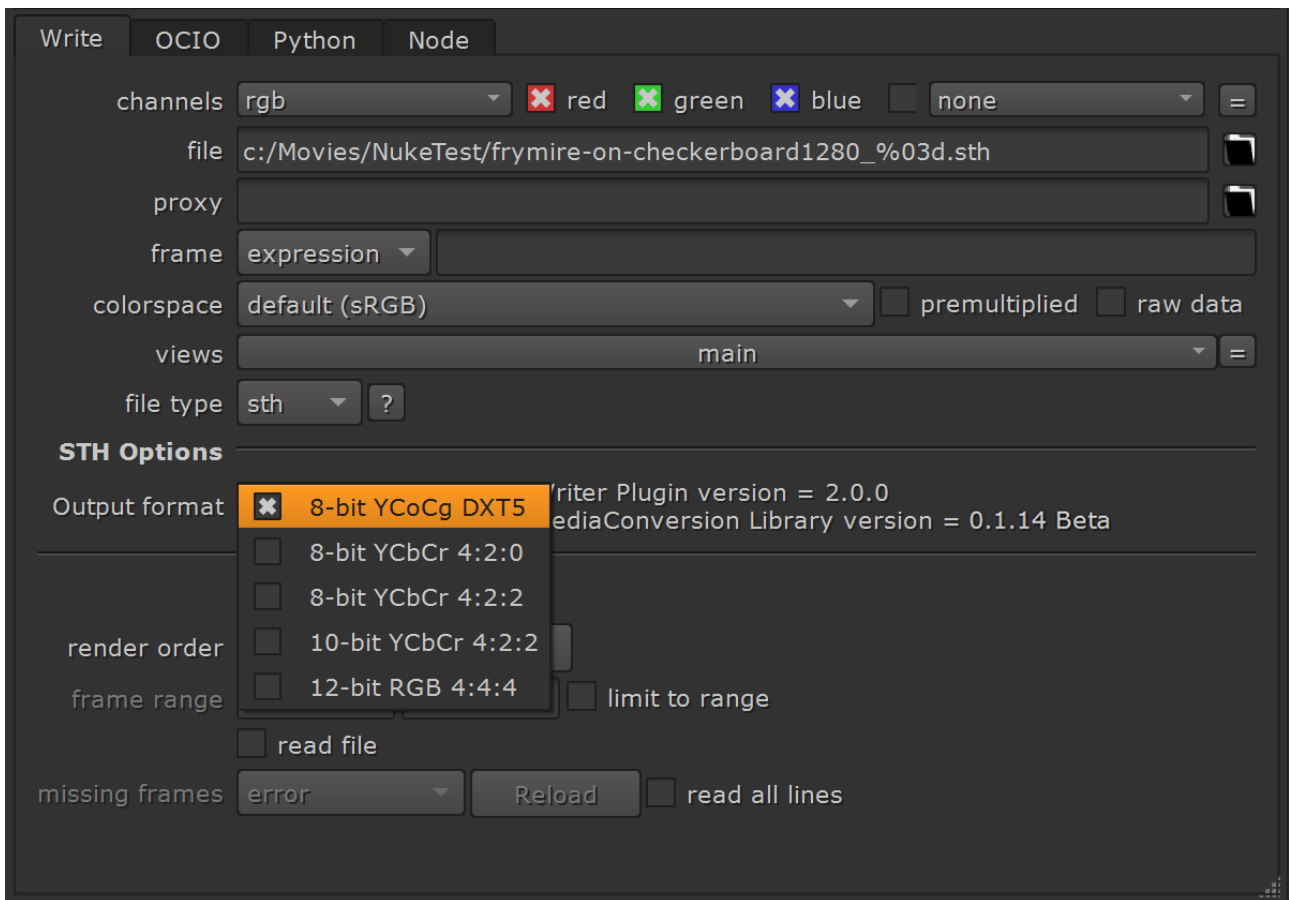 Write OCIO Python Node
channels rgb red green blue none =
file c:/Movies/NukeTest/frymire-on-checkerboard1280_%03d.sth
proxy
frame expression
colorspace default (sRGB) premultiplied raw data
views main =
file type sth ?
STH Options
Output format
8-bit YCoCg DXT5
8-bit YCbCr 4:2:0
8-bit YCbCr 4:2:2
10-bit YCbCr 4:2:2
12-bit RGB 4:4:4
Plugin version = 2.0.0
Library version = 0.1.14 Beta
render order
frame range limit to range
read file
missing frames error Reload read all lines